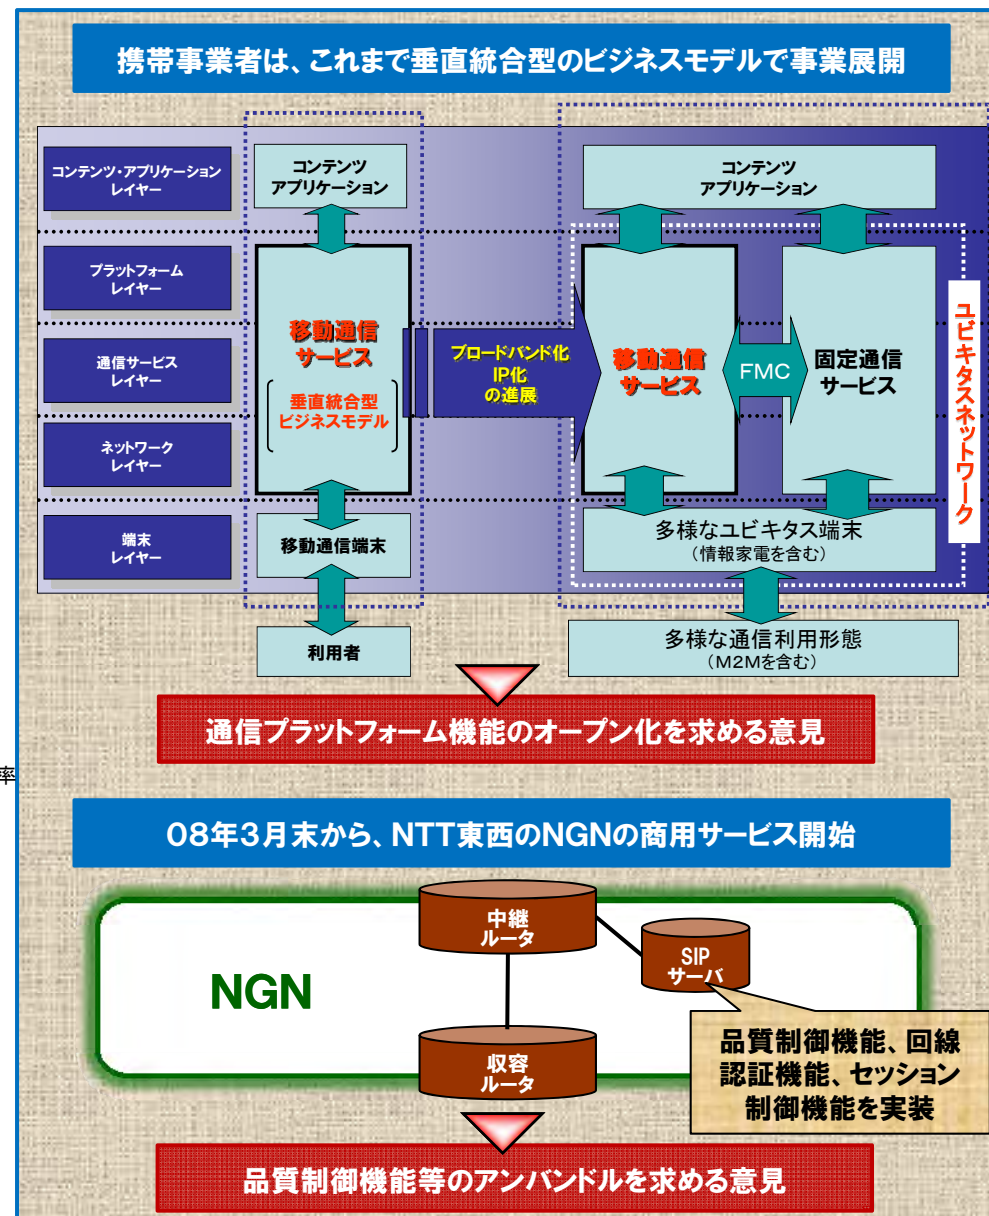 携帯事業者は、これまで垂直統合型のビジネスモデルで事業展開
コンテンツ・アプリケーション
レイヤー
プラットフォーム
レイヤー
通信サービス
レイヤー
ネットワーク
レイヤー
端末
レイヤー
コンテンツ
アプリケーション
移動通信
サービス
垂直統合型
ビジネスモデル
移動通信端末
利用者
ブロードバンド化
IP化
の進展
コンテンツ
アプリケーション
移動通信
サービス
FMC
固定通信
サービス
ユビキタスネットワーク
多様なユビキタス端末
（情報家電を含む）
多様な通信利用形態
（M2Mを含む）
通信プラットフォーム機能のオープン化を求める意見
率
08年3月末から、NTT東西のNGNの商用サービス開始
中継
ルータ
SIP
サーバ
NGN
収容
ルータ
品質制御機能、回線
認証機能、セッション
制御機能を実装
品質制御機能等のアンバンドルを求める意見